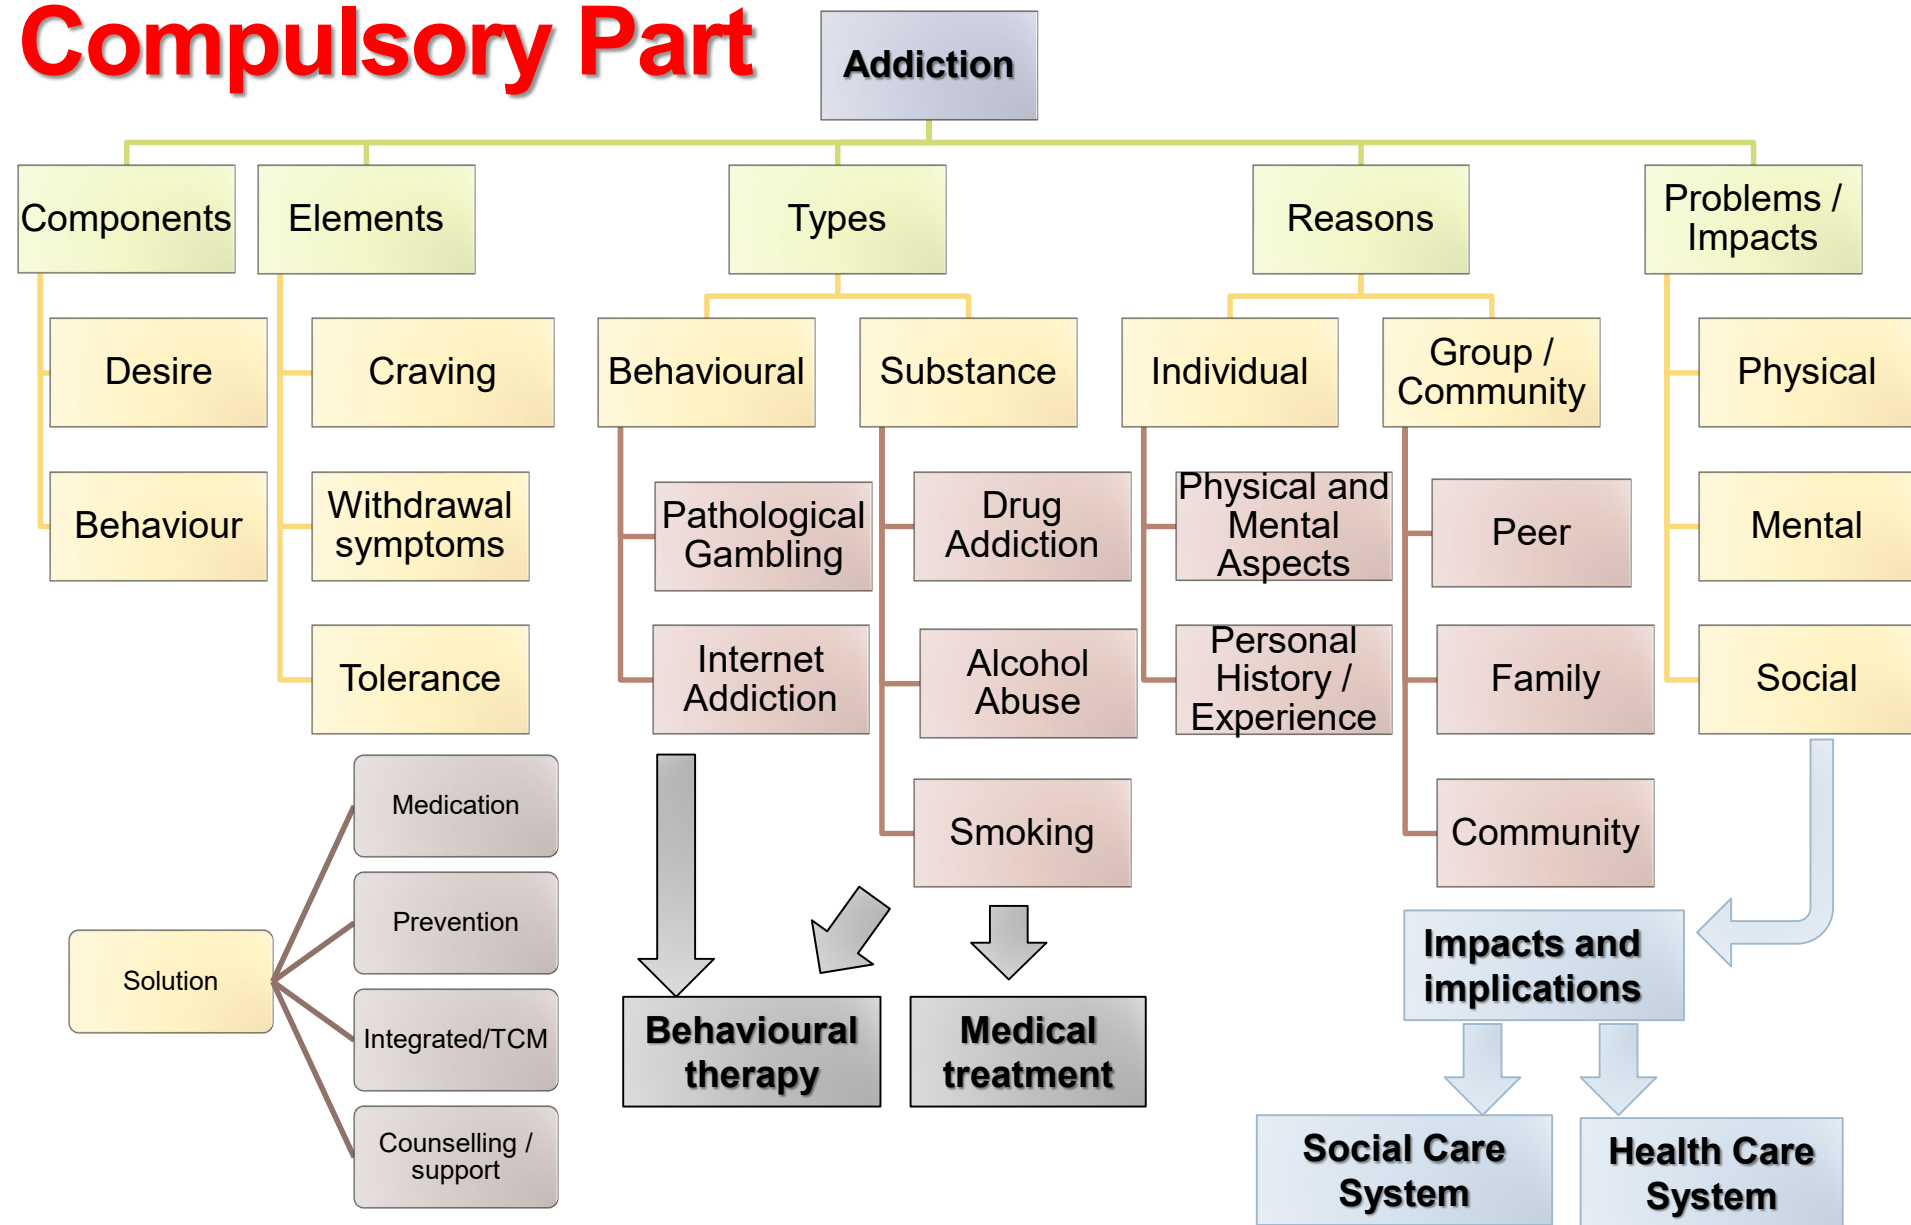 Compulsory Part
Addiction
Components
Elements
Types
Reasons
Problems /
Impacts
Desire
Craving
Behavioural
Substance
Individual
Group /
Community
Physical
Behaviour
Withdrawal
symptoms
Pathological
Gambling
Drug
Addiction
Physical and
Mental
Aspects
Peer
Mental
Tolerance
Internet
Addiction
Alcohol
Abuse
Personal
History /
Experience
Family
Social
Smoking
Community
Solution
Medication
Prevention
Integrated/TCM
Counselling /
support
Behavioural
therapy
Medical
treatment
Impacts and
implications
Social Care
System
Health Care
System